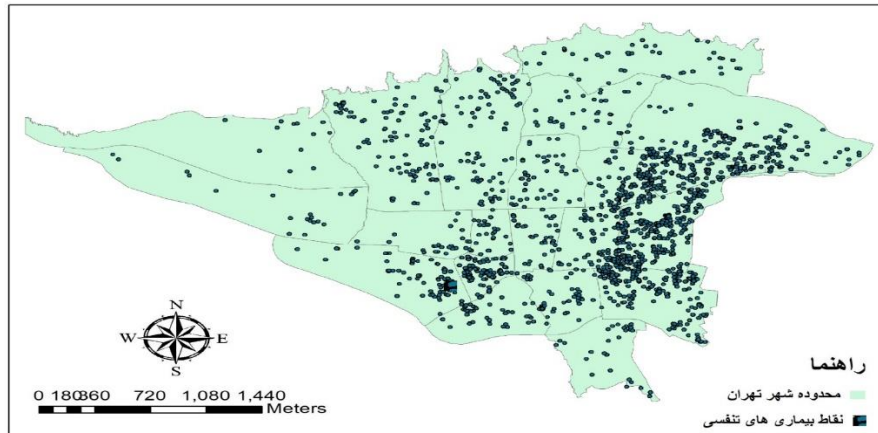 N
W E
S
0 180360 720 1,080 1,440
Meters
راهنما
محدوده شهر تهران
نقاط بیماری های تنفسی